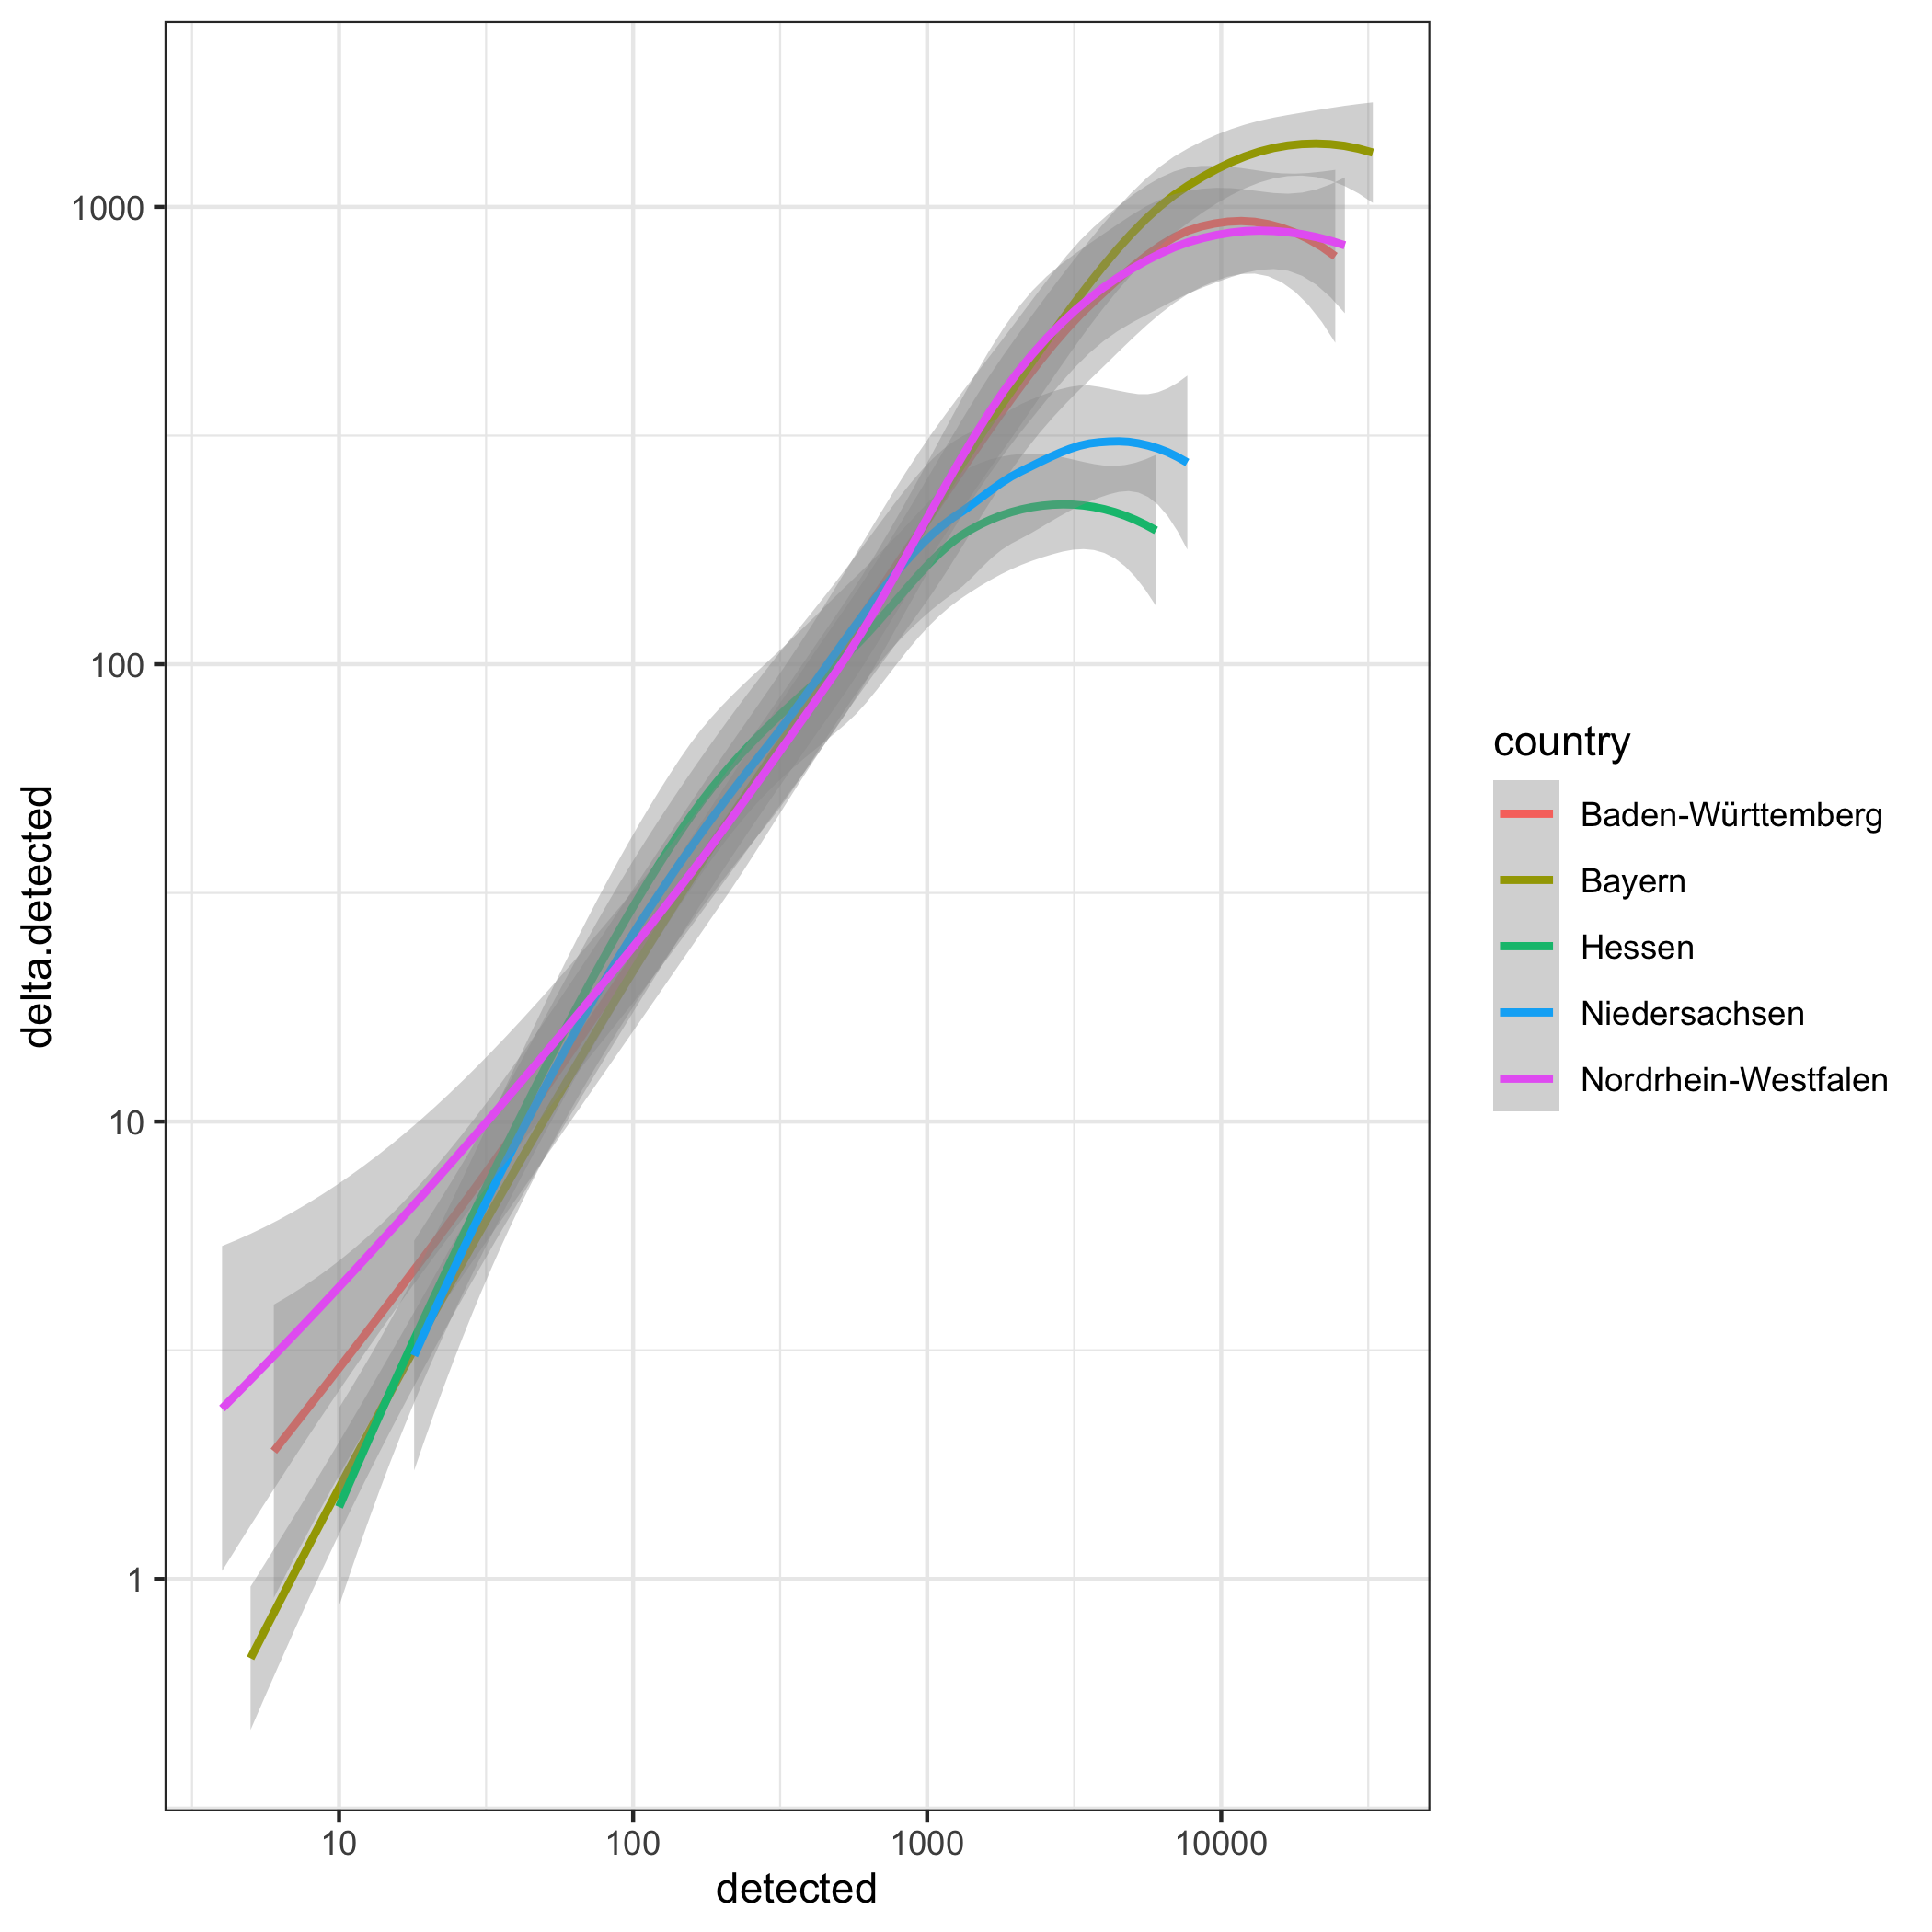 delta.detected
1000
100
10
1
10
100
1000
10000
detected
country
Baden-Württemberg
Bayern
Hessen
Niedersachsen
Nordrhein-Westfalen